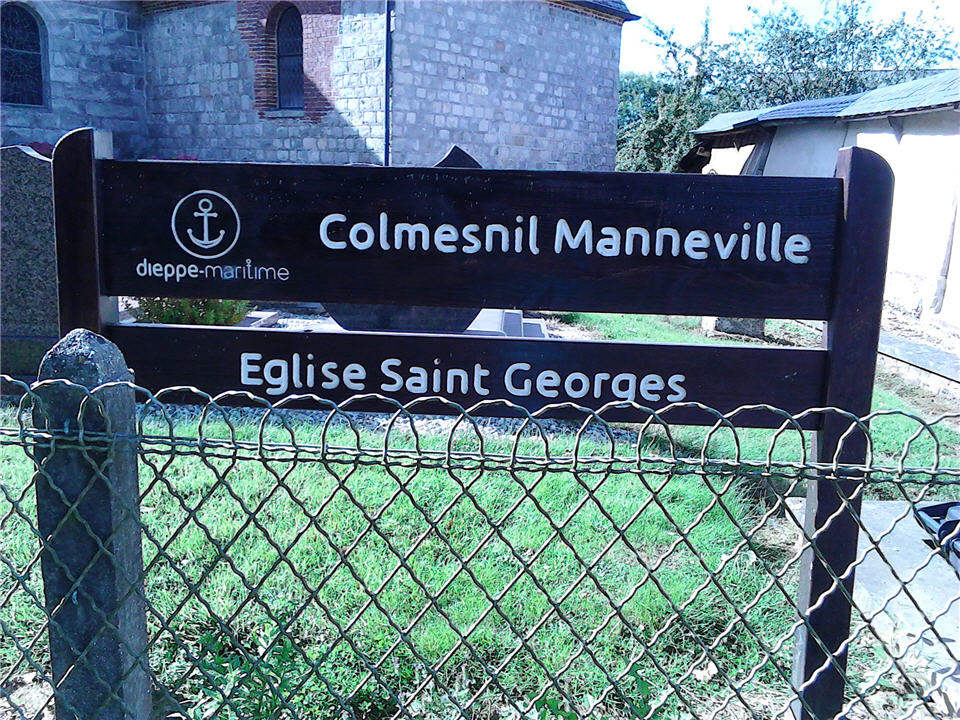 Colmesnil Manneville
dieppe-maritime
Eglise Saint Georges